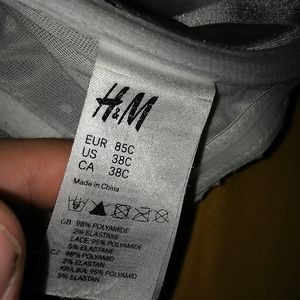 H&M
EUR 85C
US 38C
CA 38C
Made in China
GB 98% POLYAMIDE
2% ELASTANE
LACE: 95% POLYAMIDE
5% ELASTANE
CZ 98% POLYAMID
2% ELASTAN
KRAJKA: 95% POLYAMID
5% ELASTAN